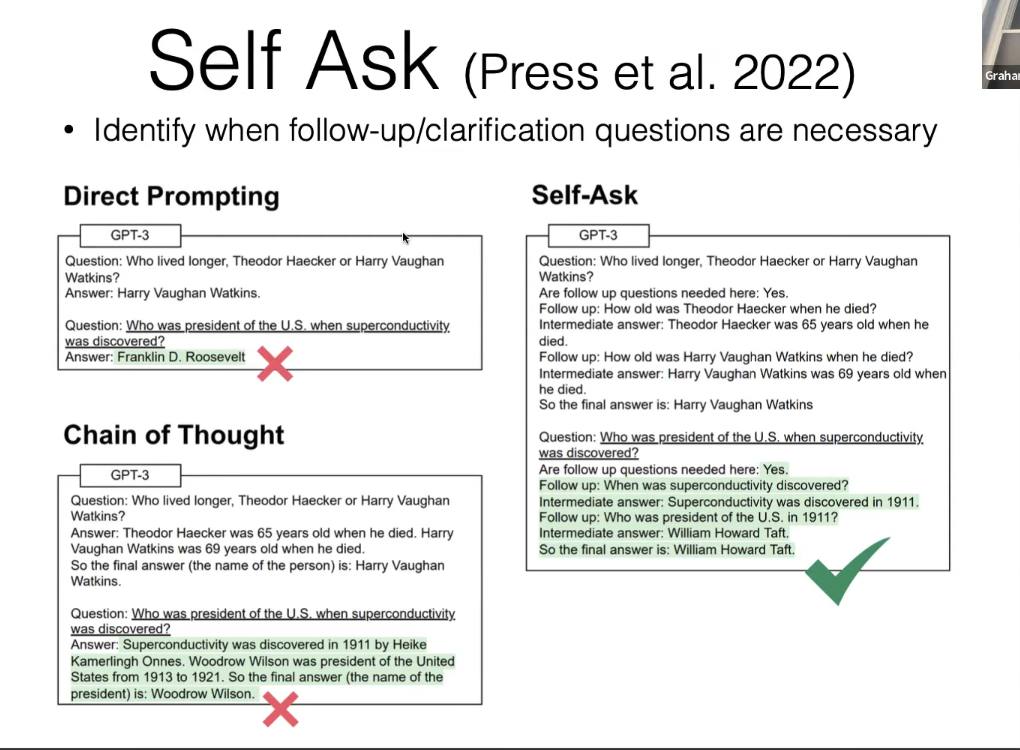 Self Ask (Press et al. 2022)
• Identify when follow-up/clarification questions are necessary
Direct Prompting
GPT-3
Question: Who lived longer, Theodor Haecker or Harry Vaughan
Watkins?
Answer: Harry Vaughan Watkins.
Question: Who was president of the U.S. when superconductivity
was discovered?
Answer: Franklin D. Roosevelt
Chain of Thought
GPT-3
Question: Who lived longer, Theodor Haecker or Harry Vaughan
Watkins?
Answer: Theodor Haecker was 65 years old when he died. Harry
Vaughan Watkins was 69 years old when he died.
So the final answer (the name of the person) is: Harry Vaughan
Watkins.
Question: Who was president of the U.S. when superconductivity
was discovered?
Answer: Superconductivity was discovered in 1911 by Heike
Kamerlingh Onnes. Woodrow Wilson was president of the United
States from 1913 to 1921. So the final answer (the name of the
president) is: Woodrow Wilson.
Self-Ask
GPT-3
Question: Who lived longer, Theodor Haecker or Harry Vaughan
Watkins?
Are follow up questions needed here: Yes.
Follow up: How old was Theodor Haecker when he died?
Intermediate answer: Theodor Haecker was 65 years old when he
died.
Follow up: How old was Harry Vaughan Watkins when he died?
Intermediate answer: Harry Vaughan Watkins was 69 years old when
he died.
So the final answer is: Harry Vaughan Watkins
Question: Who was president of the U.S. when superconductivity
was discovered?
Are follow up questions needed here: Yes.
Follow up: When was superconductivity discovered?
Intermediate answer: Superconductivity was discovered in 1911.
Follow up: Who was president of the U.S. in 1911?
Intermediate answer: William Howard Taft.
So the final answer is: William Howard Taft.